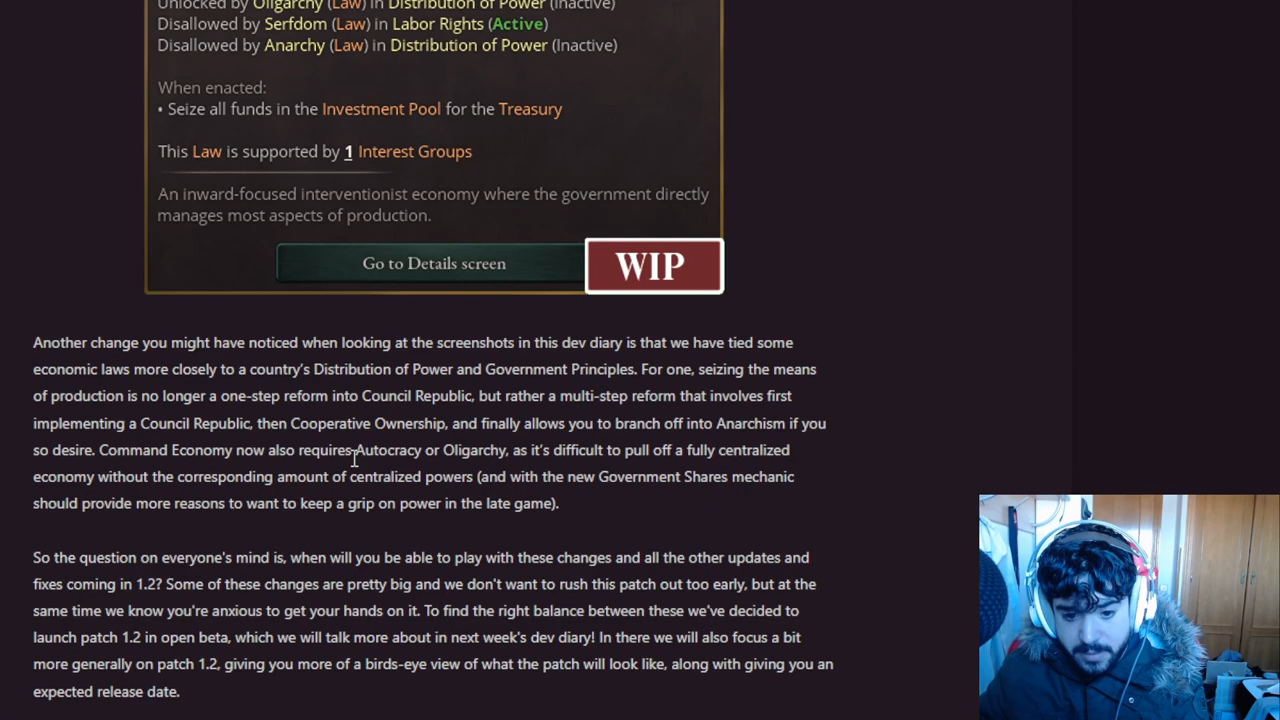 Unlocked by Oligarchy (Law) in Distribution of Power (Inactive)
Disallowed by Serfdom (Law) in Labor Rights (Active)
Disallowed by Anarchy (Law) in Distribution of Power (Inactive)
When enacted:
• Seize all funds in the Investment Pool for the Treasury
This Law is supported by 1 Interest Groups
An inward-focused interventionist economy where the government directly
manages most aspects of production.
Go to Details screen
WIP
Another change you might have noticed when looking at the screenshots in this dev diary is that we have tied some
economic laws more closely to a country's Distribution of Power and Government Principles. For one, seizing the means
of production is no longer a one-step reform into Council Republic, but rather a multi-step reform that involves first
implementing a Council Republic, then Cooperative Ownership, and finally allows you to branch off into Anarchism if you
so desire. Command Economy now also requires Autocracy or Oligarchy, as it's difficult to pull off a fully centralized
economy without the corresponding amount of centralized powers (and with the new Government Shares mechanic
should provide more reasons to want to keep a grip on power in the late game).
So the question on everyone's mind is, when will you be able to play with these changes and all the other updates and
fixes coming in 1.2? Some of these changes are pretty big and we don't want to rush this patch out too early, but at the
same time we know you're anxious to get your hands on it. To find the right balance between these we've decided to
launch patch 1.2 in open beta, which we will talk more about in next week's dev diary! In there we will also focus a bit
more generally on patch 1.2, giving you more of a birds-eye view of what the patch will look like, along with giving you an
expected release date.